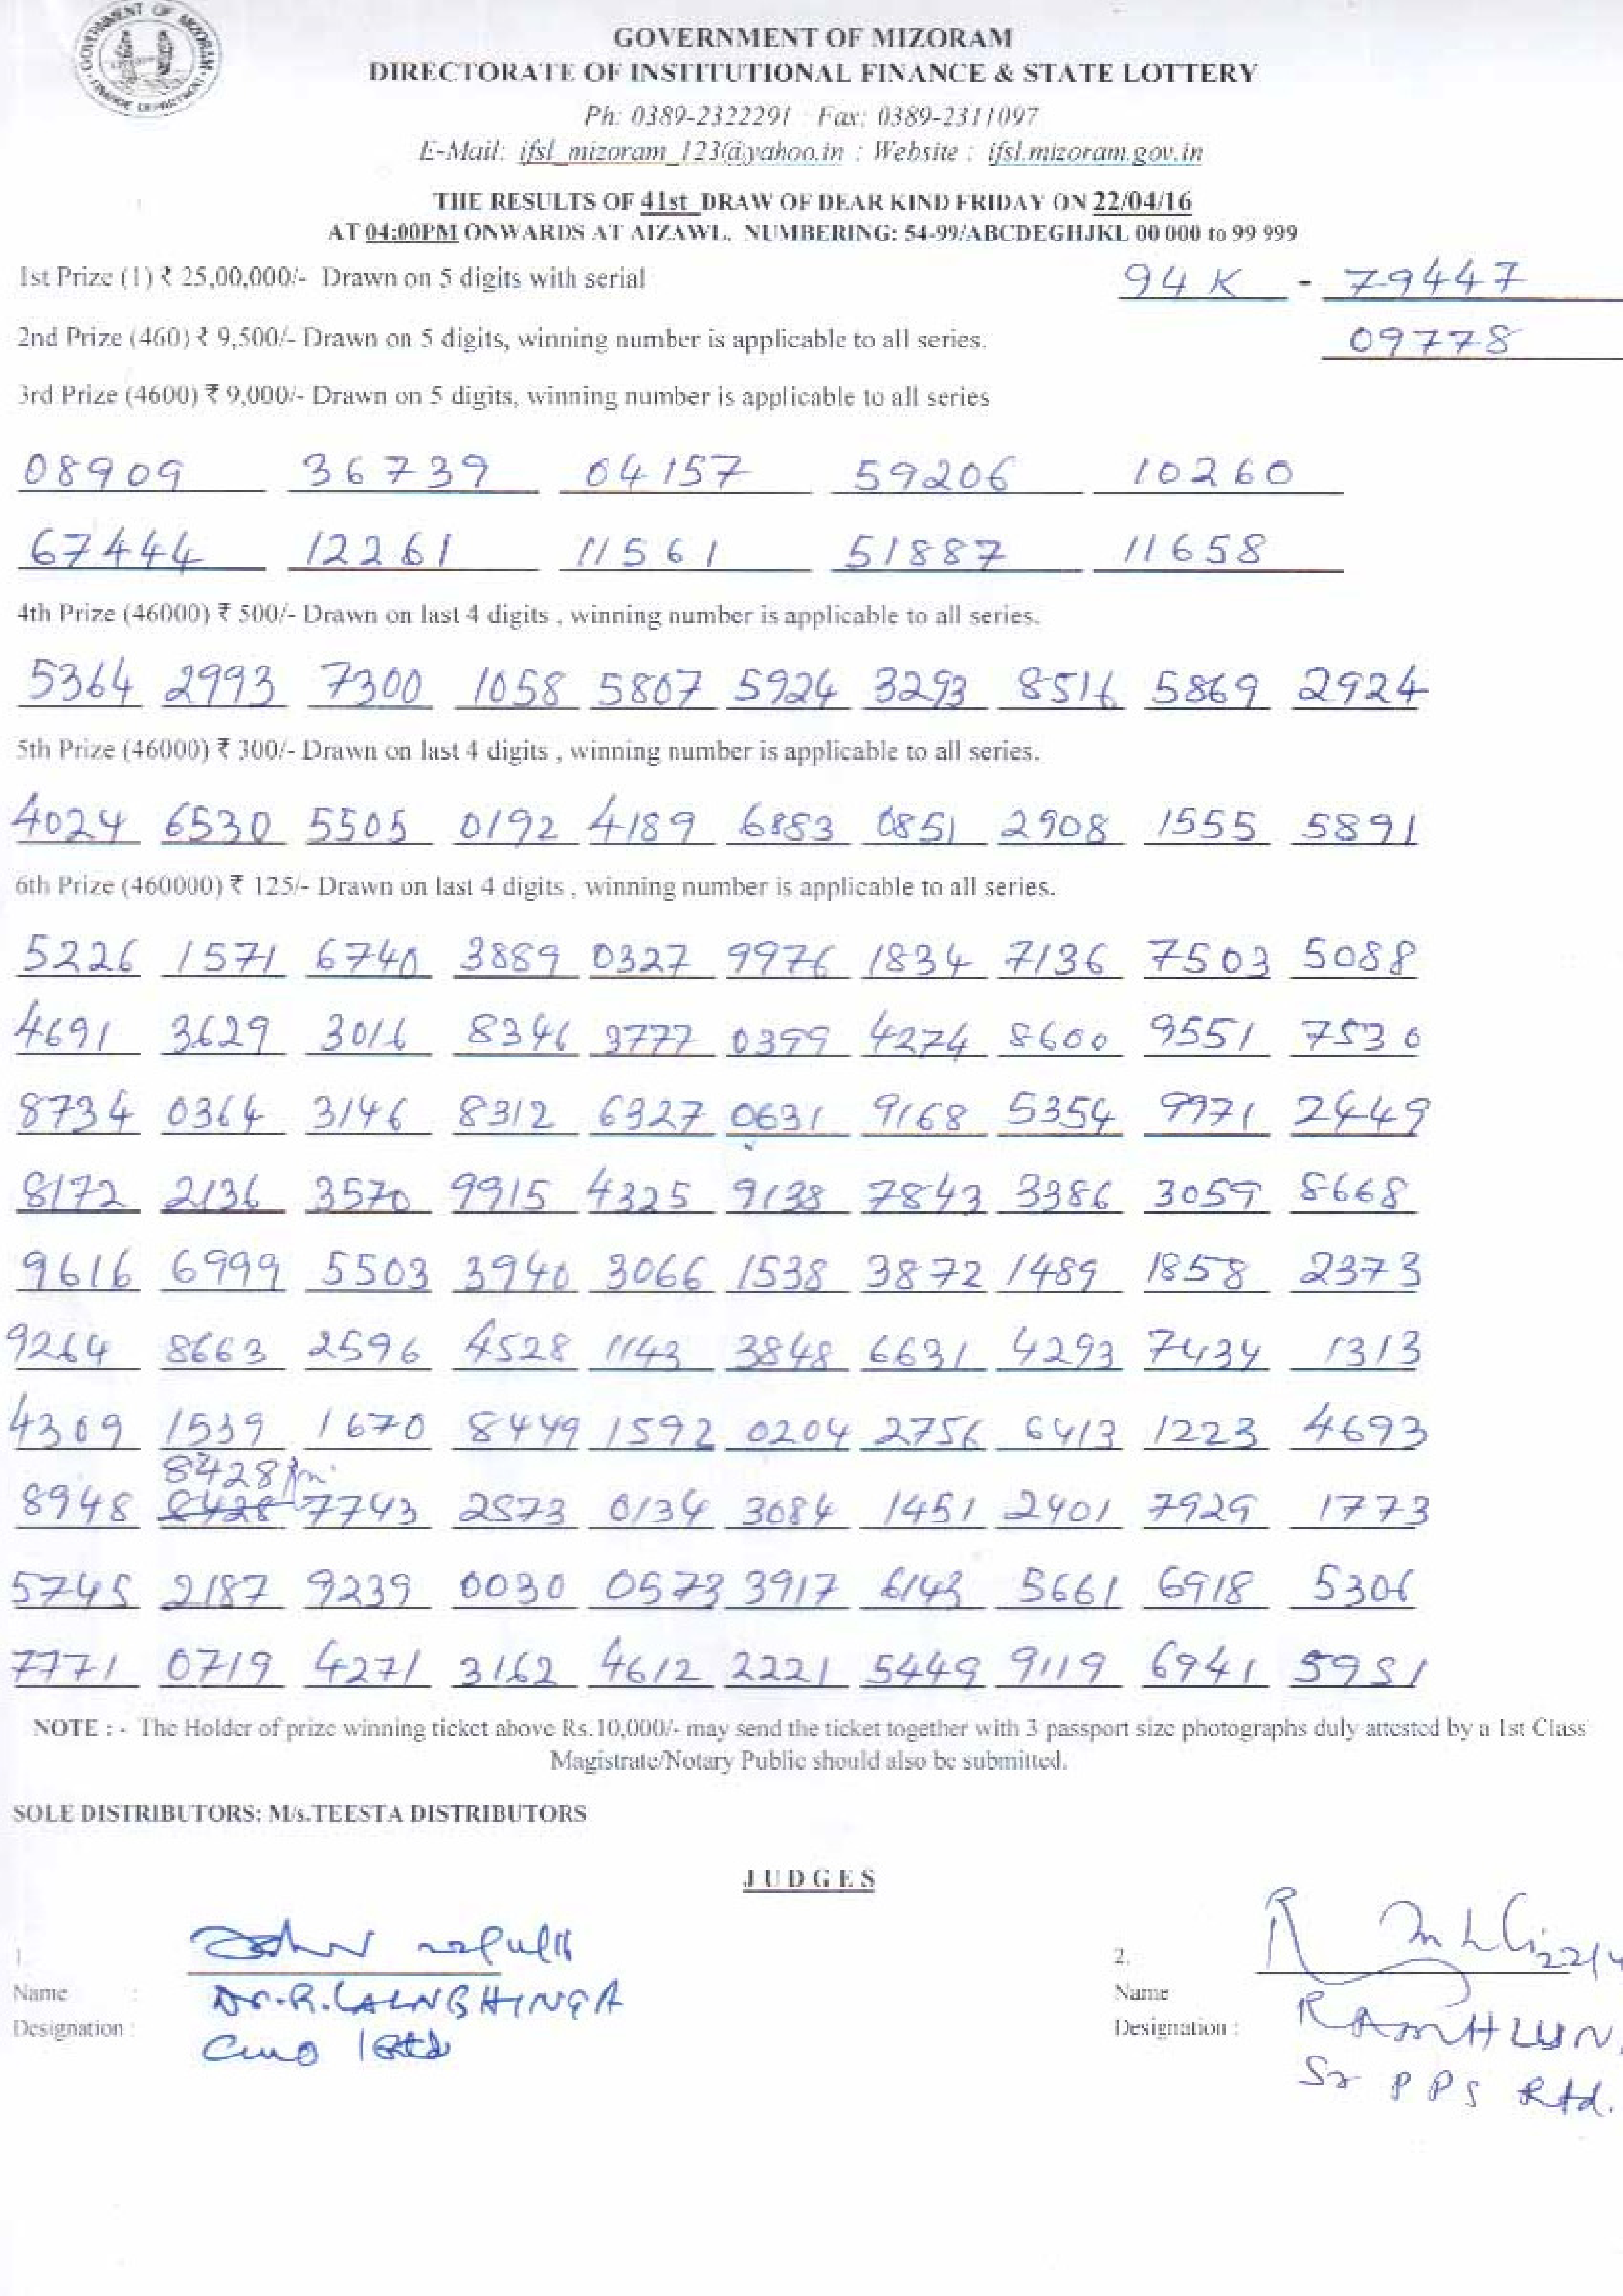 GOVERNMENT OF MIZORAM
FINANCE DEPARTMENT
GOVERNMENT OF MIZORAM
DIRECTORATE OF INSTITUTIONAL FINANCE & STATE LOTTERY
Ph: 0389-2322291 Fax: 0389-2311097
E-Mail: ifsl_mizoram_123@yahoo.in : Website : ifsl.mizoram.gov.in
THE RESULTS OF 41st DRAW OF DEAR KIND FRIDAY ON 22/04/16
AT 04:00PM ONWARDS AT AIZAWL. NUMBERING: 54-99/ABCDEGHJKL 00 000 to 99 999
1st Prize (1) ₹ 25,00,000/- Drawn on 5 digits with serial 94 K - 79447
2nd Prize (460) ₹ 9,500/- Drawn on 5 digits, winning number is applicable to all series. 09778
3rd Prize (4600) ₹ 9,000/- Drawn on 5 digits, winning number is applicable to all series
08909 36739 04157 59206 10260
67444 12261 11561 51887 11658
4th Prize (46000) ₹ 500/- Drawn on last 4 digits , winning number is applicable to all series.
5364 2993 7300 1058 5807 5924 3293 8516 5869 2924
5th Prize (46000) ₹ 300/- Drawn on last 4 digits , winning number is applicable to all series.
4024 6530 5505 0192 4189 6883 0851 2908 1555 5891
6th Prize (460000) ₹ 125/- Drawn on last 4 digits , winning number is applicable to all series.
5226 1571 6740 3889 0327 9976 1834 7136 7503 5088
4691 3629 3016 8346 3777 0399 4274 8600 9551 7530
8734 0364 3146 8312 6327 0631 9168 5354 9971 2449
8172 2136 3570 9915 4325 9138 7843 3386 3059 8668
9616 6999 5503 3940 3066 1538 3872 1489 1858 2373
9264 8663 2596 4528 1143 3848 6631 4293 7434 1313
4309 1539 1670 8449 1592 0204 2756 6413 1223 4693
8428
8948 8428 7743 2573 0134 3084 1451 2401 7929 1773
5745 2187 9239 0030 0573 3917 6143 5661 6918 5306
7771 0719 4271 3162 4612 2221 5449 9119 6941 5951
NOTE : - The Holder of prize winning ticket above Rs.10,000/- may send the ticket together with 3 passport size photographs duly attested by a 1st Class
Magistrate/Notary Public should also be submitted.
SOLE DISTRIBUTORS: M/s.TEESTA DISTRIBUTORS
JUDGES
1.
Name :
Dr. R. LALNBHINGA
Designation :
CMO
2. 22/4
Name
Designation :
RAMHLUN
Sr PPS Rtd.